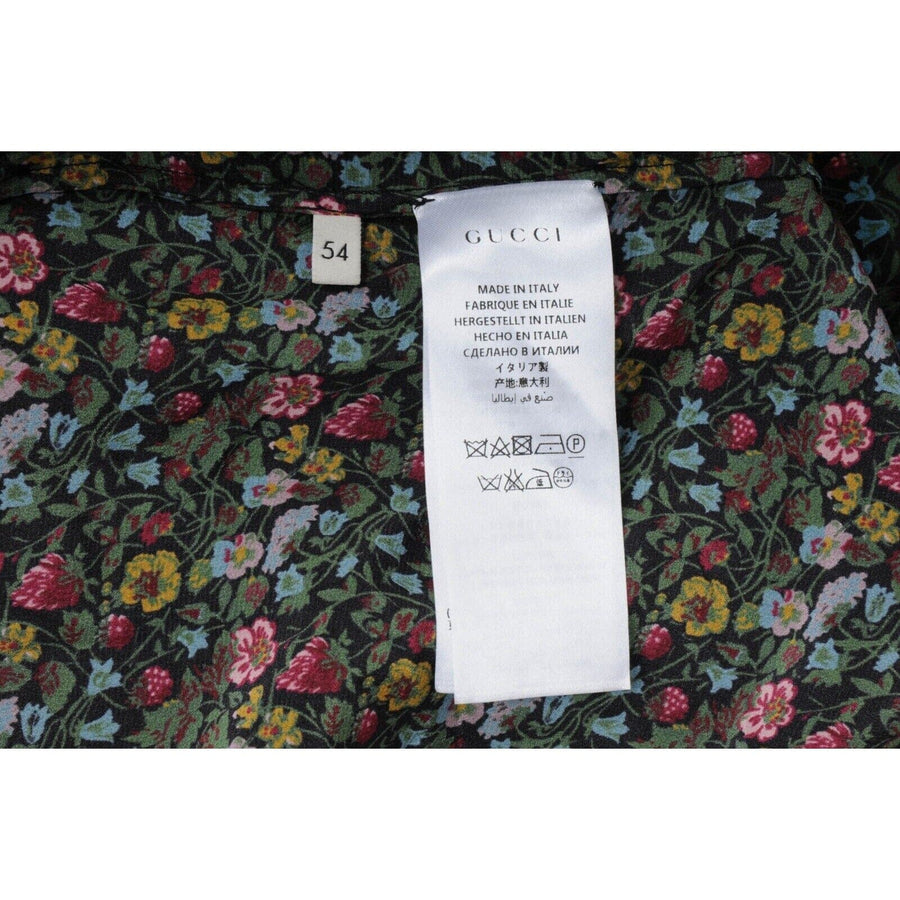 54
GUCCI
MADE IN ITALY
FABRIQUE EN ITALIE
HERGESTELLT IN ITALIEN
HECHO EN ITALIA
СДЕЛАНО В ИТАЛИИ
イタリア製
产地:意大利
صنع في إيطاليا
P